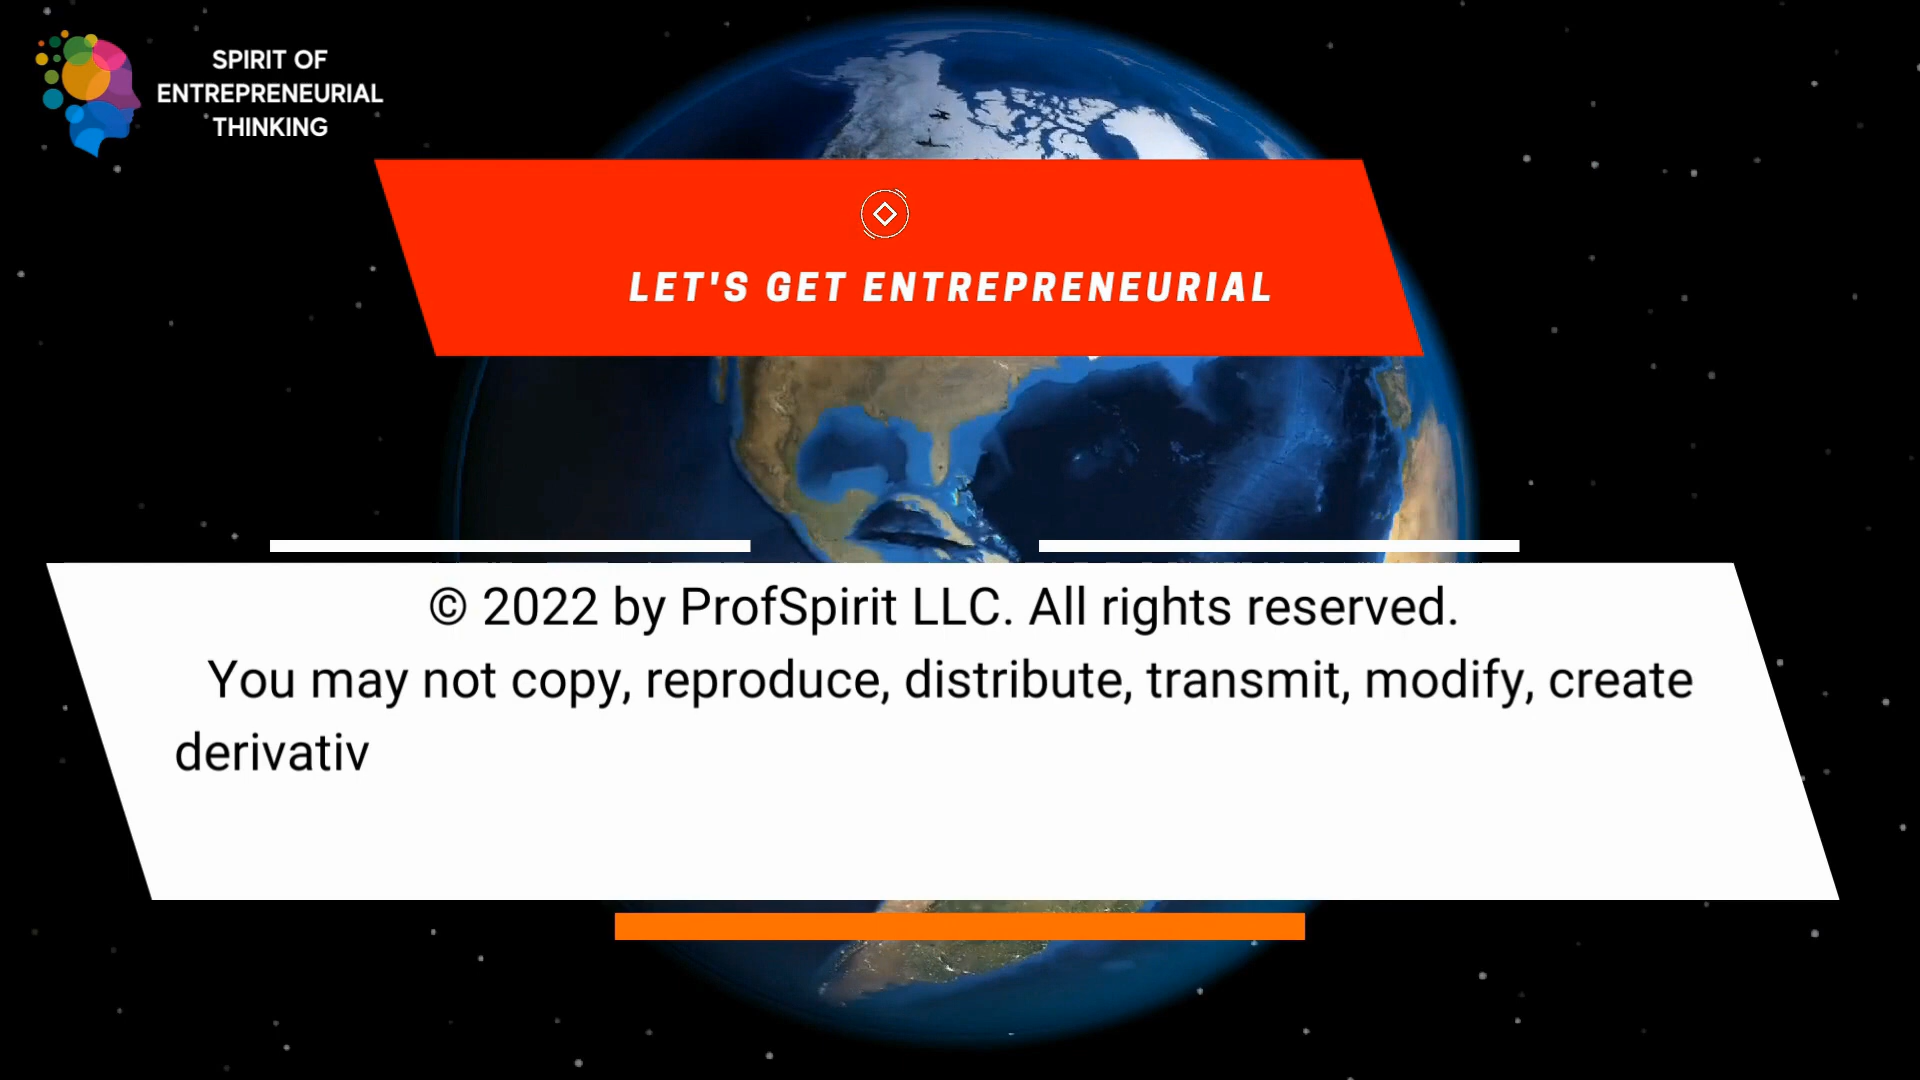 SPIRIT OF
ENTREPRENEURIAL
THINKING
LET'S GET ENTREPRENEURIAL
© 2022 by ProfSpirit LLC. All rights reserved.
You may not copy, reproduce, distribute, transmit, modify, create
derivativ